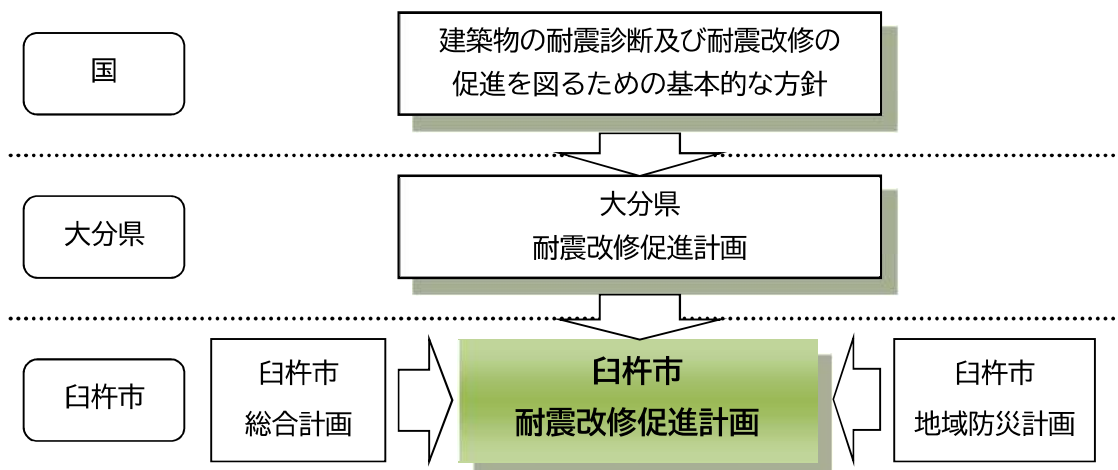 国
建築物の耐震診断及び耐震改修の
促進を図るための基本的な方針
大分県
大分県
耐震改修促進計画
臼杵市
臼杵市
総合計画
臼杵市
耐震改修促進計画
臼杵市
地域防災計画